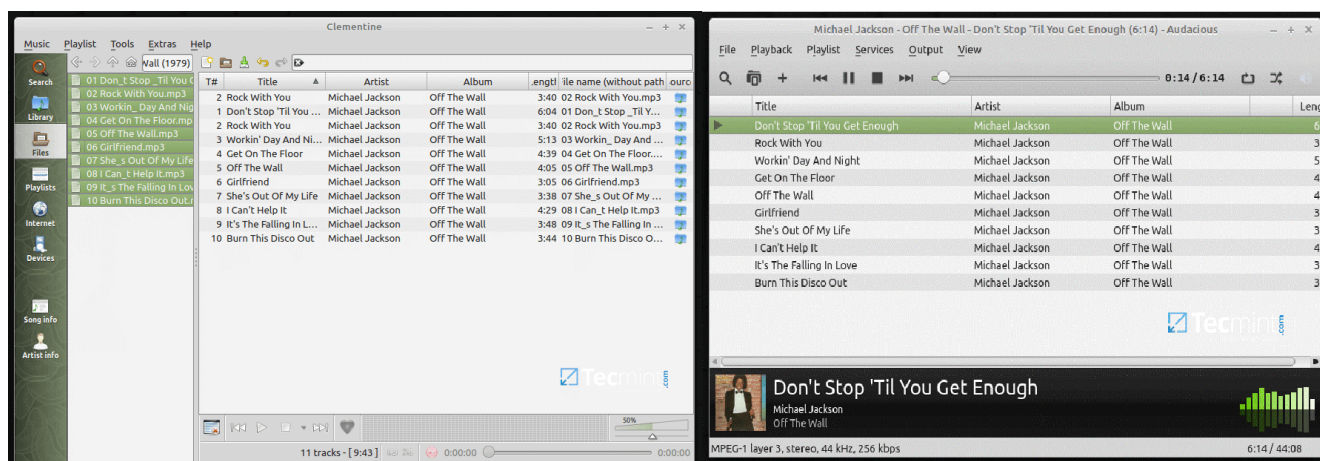 Clementine
Music Playlist Tools Extras Help
Wall (1979)
Search
Library
Files
Playlists
Internet
Devices
Song info
Artist info
01 Don_t Stop _Til You G
02 Rock With You.mp3
03 Workin_ Day And Nig
04 Get On The Floor.mp
05 Off The Wall.mp3
06 Girlfriend.mp3
07 She_s Out Of My Life
08 I Can_t Help It.mp3
09 It_s The Falling In Lov
10 Burn This Disco Out.r
T# Title Artist Album Length file name (without path
2 Rock With You Michael Jackson Off The Wall 3:40 02 Rock With You.mp3
1 Don't Stop 'Til You ... Michael Jackson Off The Wall 6:04 01 Don_t Stop _Til Y...
2 Rock With You Michael Jackson Off The Wall 3:40 02 Rock With You.mp3
3 Workin' Day And Ni... Michael Jackson Off The Wall 5:13 03 Workin_ Day And ...
4 Get On The Floor Michael Jackson Off The Wall 4:39 04 Get On The Floor....
5 Off The Wall Michael Jackson Off The Wall 4:05 05 Off The Wall.mp3
6 Girlfriend Michael Jackson Off The Wall 3:05 06 Girlfriend.mp3
7 She's Out Of My Life Michael Jackson Off The Wall 3:38 07 She_s Out Of My ...
8 I Can't Help It Michael Jackson Off The Wall 4:29 08 I Can_t Help It.mp3
9 It's The Falling In L... Michael Jackson Off The Wall 3:48 09 It_s The Falling In ...
10 Burn This Disco Out Michael Jackson Off The Wall 3:44 10 Burn This Disco O...
Tecmint.com
50%
11 tracks - [ 9:43 ] 0:00:00 0:00:00
Michael Jackson - Off The Wall - Don't Stop 'Til You Get Enough (6:14) - Audacious
File Playback Playlist Services Output View
0:14 / 6:14
Title Artist Album Leng
Don't Stop 'Til You Get Enough Michael Jackson Off The Wall 6
Rock With You Michael Jackson Off The Wall 3
Workin' Day And Night Michael Jackson Off The Wall 5
Get On The Floor Michael Jackson Off The Wall 4
Off The Wall Michael Jackson Off The Wall 4
Girlfriend Michael Jackson Off The Wall 3
She's Out Of My Life Michael Jackson Off The Wall 3
I Can't Help It Michael Jackson Off The Wall 4
It's The Falling In Love Michael Jackson Off The Wall 3
Burn This Disco Out Michael Jackson Off The Wall 3
Tecmint.com
Don't Stop 'Til You Get Enough
Michael Jackson
Off The Wall
MPEG-1 layer 3, stereo, 44 kHz, 256 kbps 6:14 / 44:08